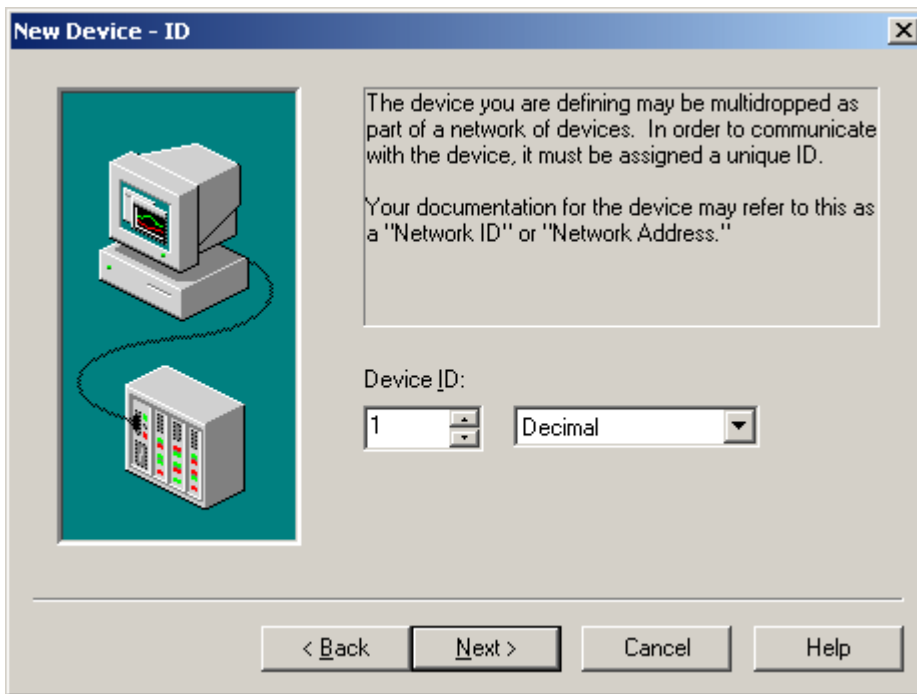 New Device - ID
The device you are defining may be multidropped as
part of a network of devices.  In order to communicate
with the device, it must be assigned a unique ID.
Your documentation for the device may refer to this as
a "Network ID" or "Network Address."
Device ID:
1 Decimal
< Back Next > Cancel Help